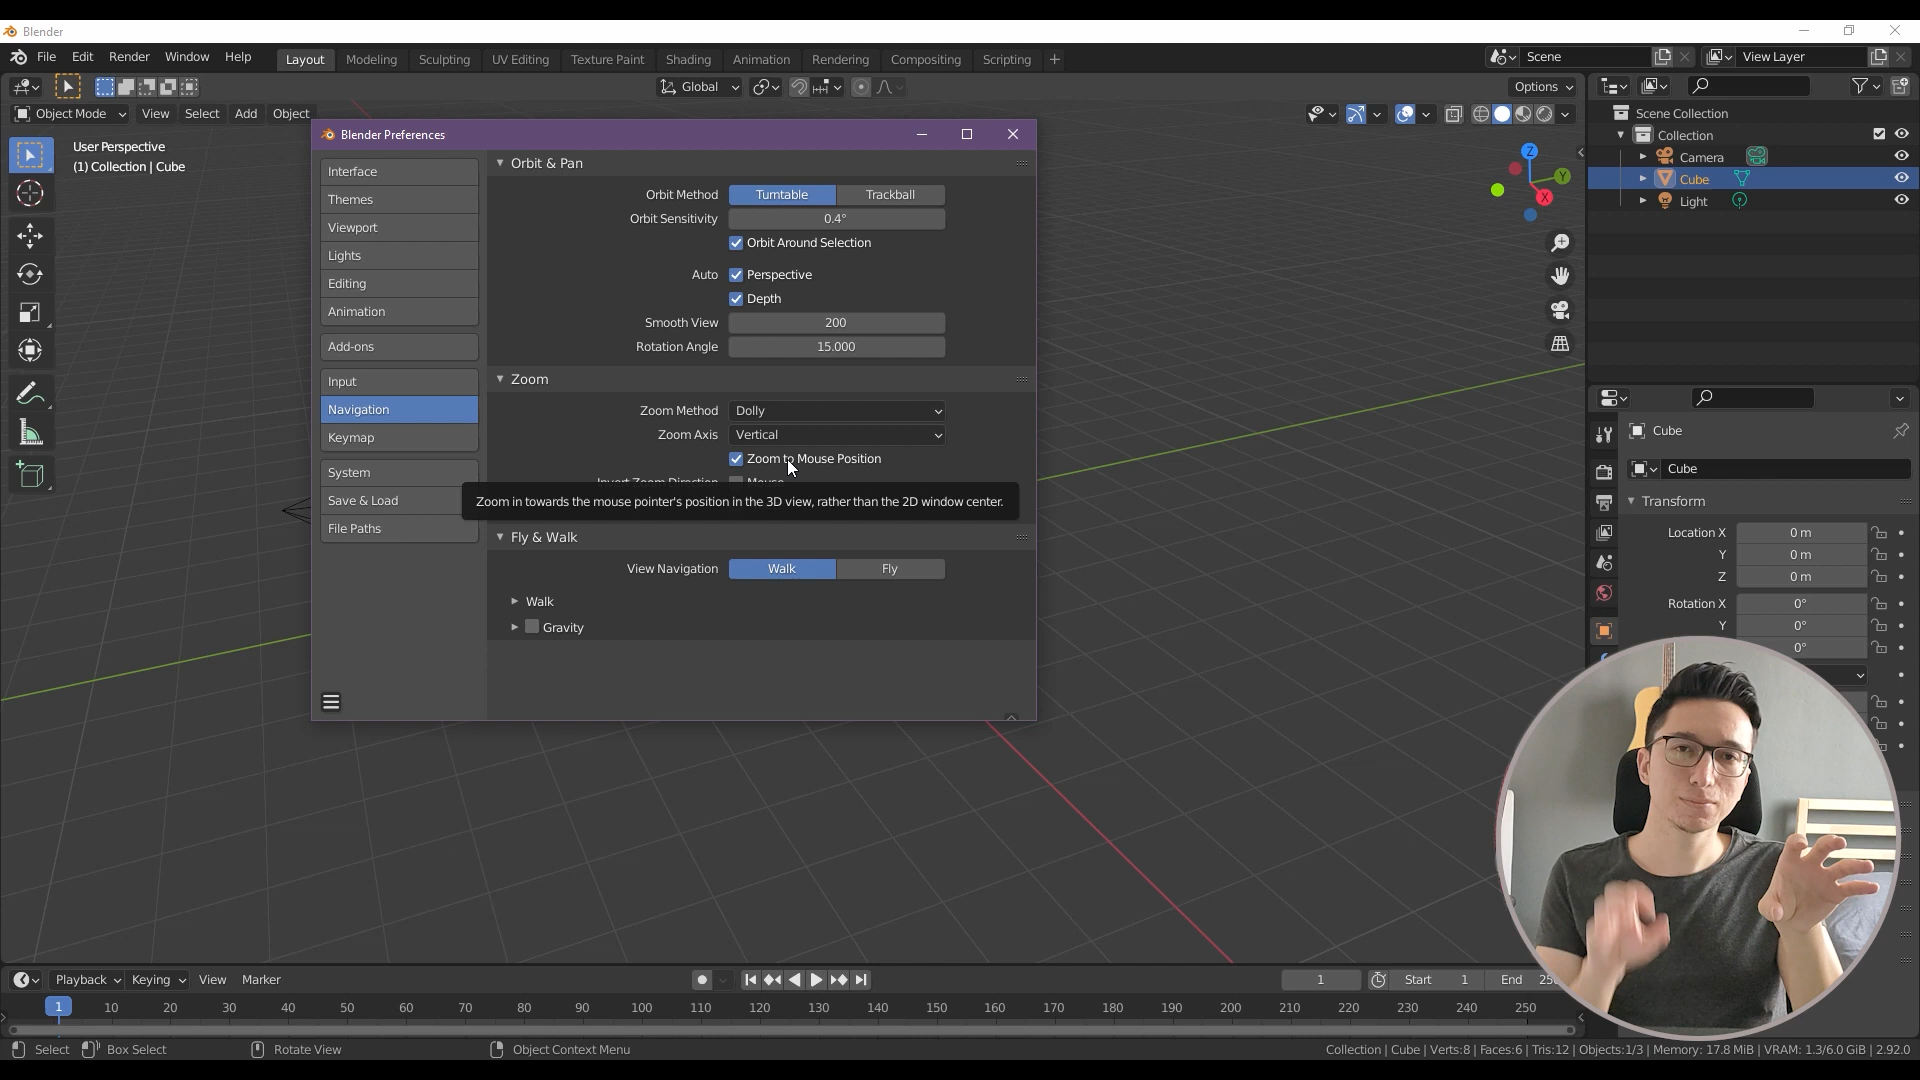 Blender
File Edit Render Window Help Layout Modeling Sculpting UV Editing Texture Paint Shading Animation Rendering Compositing Scripting + Scene View Layer
Global Options
Object Mode View Select Add Object
User Perspective
(1) Collection | Cube
Z
Y
X
Scene Collection
Collection
Camera
Cube
Light
Blender Preferences
Interface
Themes
Viewport
Lights
Editing
Animation
Add-ons
Input
Navigation
Keymap
System
Save & Load
File Paths
Orbit & Pan
Orbit Method Turntable Trackball
Orbit Sensitivity 0.4°
Orbit Around Selection
Auto Perspective
Depth
Smooth View 200
Rotation Angle 15.000
Zoom
Zoom Method Dolly
Zoom Axis Vertical
Zoom to Mouse Position
Invert Zoom Direction Mouse
Zoom in towards the mouse pointer's position in the 3D view, rather than the 2D window center.
Fly & Walk
View Navigation Walk Fly
Walk
Gravity
Cube
Cube
Transform
Location X 0 m
Y 0 m
Z 0 m
Rotation X 0°
Y 0°
0°
Playback Keying View Marker 1 Start 1 End
1 10 20 30 40 50 60 70 80 90 100 110 120 130 140 150 160 170 180 190 200 210 220 230 240 250
Select Box Select Rotate View Object Context Menu Collection | Cube | Verts:8 | Faces:6 | Tris:12 | Objects:1/3 | Memory: 17.8 MiB | VRAM: 1.3/6.0 GiB | 2.92.0